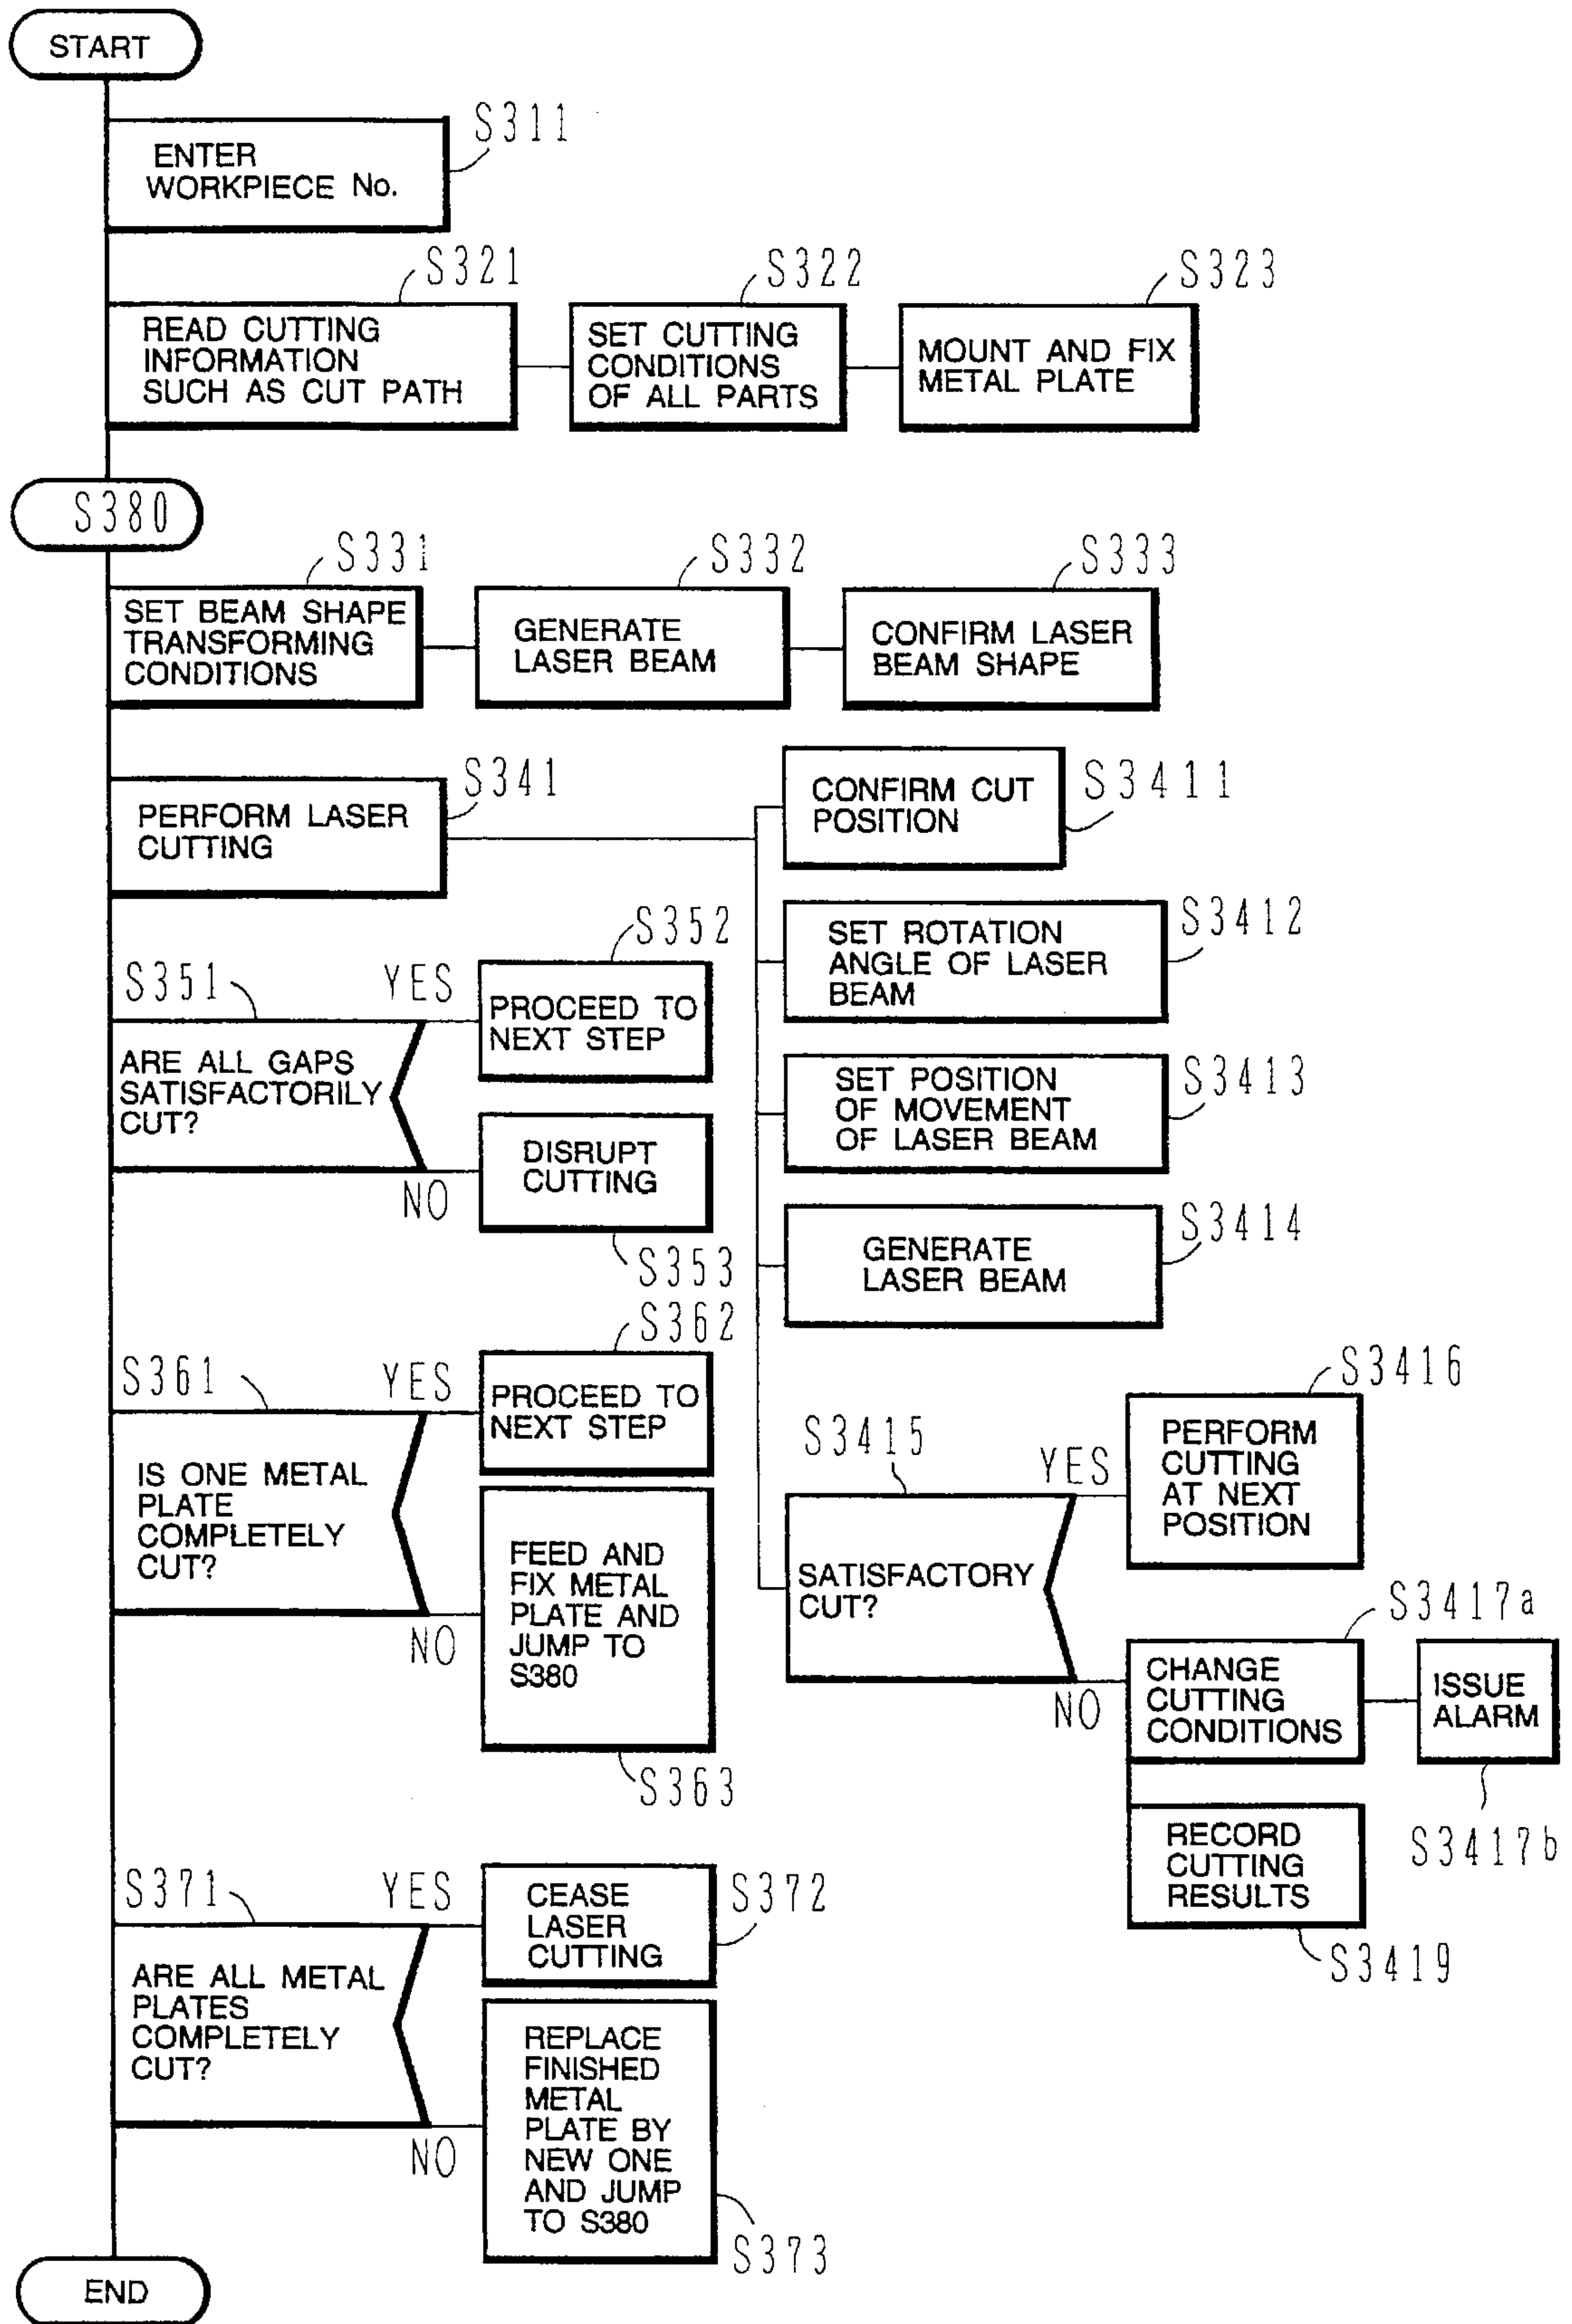 START
S311
ENTER
WORKPIECE No.
S321
READ CUTTING
INFORMATION
SUCH AS CUT PATH
S322
SET CUTTING
CONDITIONS
OF ALL PARTS
S323
MOUNT AND FIX
METAL PLATE
S380
S331
SET BEAM SHAPE
TRANSFORMING
CONDITIONS
S332
GENERATE
LASER BEAM
S333
CONFIRM LASER
BEAM SHAPE
S341
PERFORM LASER
CUTTING
CONFIRM CUT
POSITION
S3411
SET ROTATION
ANGLE OF LASER
BEAM
S3412
SET POSITION
OF MOVEMENT
OF LASER BEAM
S3413
GENERATE
LASER BEAM
S3414
S3415
SATISFACTORY
CUT?
YES
S3416
PERFORM
CUTTING
AT NEXT
POSITION
NO
S3417a
CHANGE
CUTTING
CONDITIONS
ISSUE
ALARM
S3417b
RECORD
CUTTING
RESULTS
S3419
S351
ARE ALL GAPS
SATISFACTORILY
CUT?
YES
S352
PROCEED TO
NEXT STEP
NO
DISRUPT
CUTTING
S353
S361
IS ONE METAL
PLATE
COMPLETELY
CUT?
YES
S362
PROCEED TO
NEXT STEP
NO
FEED AND
FIX METAL
PLATE AND
JUMP TO
S380
S363
S371
ARE ALL METAL
PLATES
COMPLETELY
CUT?
YES
CEASE
LASER
CUTTING
S372
NO
REPLACE
FINISHED
METAL
PLATE BY
NEW ONE
AND JUMP
TO S380
S373
END